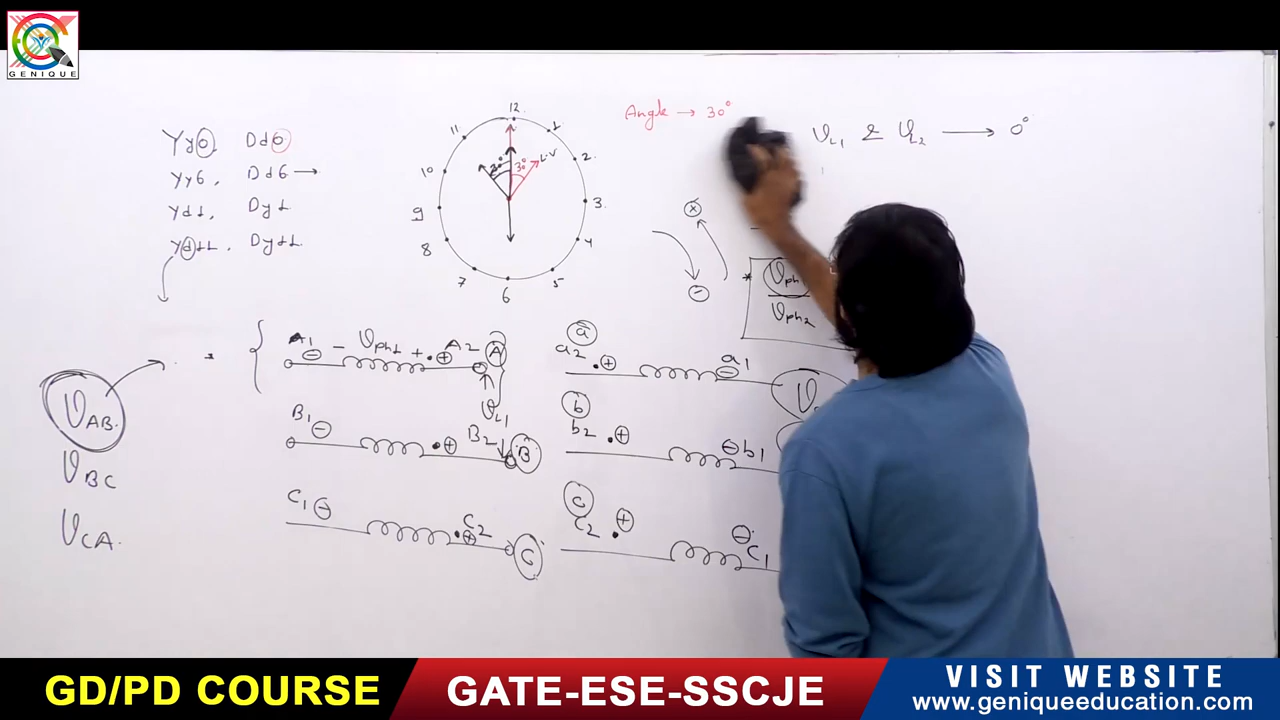 GENIQUE
Yy0, Dd0
Yy6, Dd6 →
Yd1, Dy1
Yd11, Dy11.
12
11 1
10 2.
9 3.
8 4
7 5
6
30° 30° L.V
Angle → 30°
VL1 & VL2 → 0°
+
-
* Vph
Vph2
VAB.
VBC
VCA.
A1 - Vph1 + A2 A
VL1
B1 - B2 + B
C1 - C2 + C
a
a2 + - a1
b
b2 + - b1
c
c2 + - c1
GD/PD COURSE
GATE-ESE-SSCJE
VISIT WEBSITE
www.geniqueeducation.com